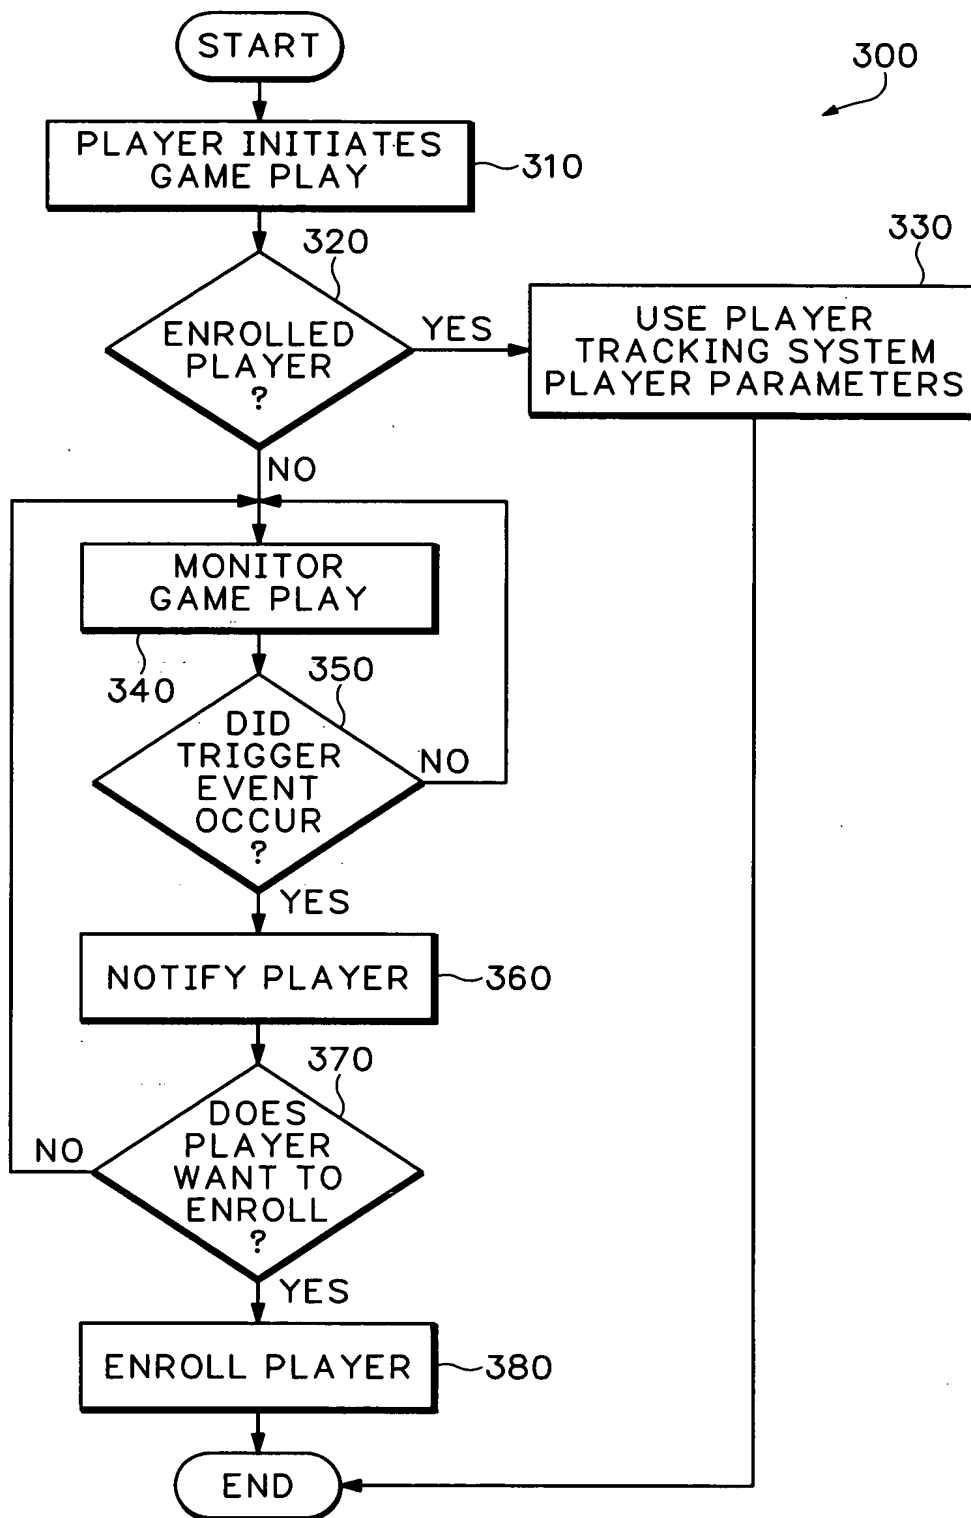 START
300
PLAYER INITIATES
GAME PLAY
310
320
330
ENROLLED
PLAYER
?
YES
USE PLAYER
TRACKING SYSTEM
PLAYER PARAMETERS
NO
MONITOR
GAME PLAY
340
350
DID
TRIGGER
EVENT
OCCUR
?
NO
YES
NOTIFY PLAYER
360
370
DOES
PLAYER
WANT TO
ENROLL
?
NO
YES
ENROLL PLAYER
380
END